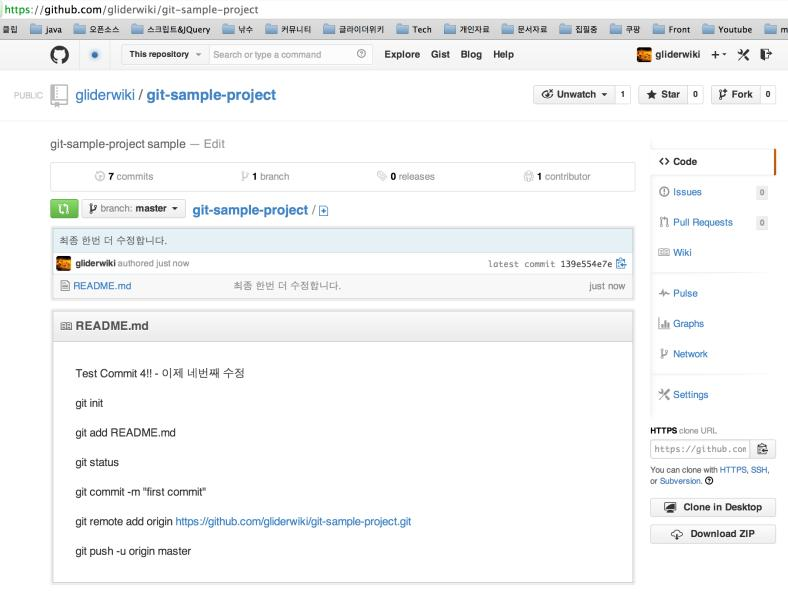 https://github.com/gliderwiki/git-sample-project
클립 java 오픈소스 스크립트&JQuery 낚수 커뮤니티 글라이더위키 Tech 개인자료 문서자료 집필중 쿠팡 Front Youtube m
This repository Search or type a command Explore Gist Blog Help gliderwiki
PUBLIC gliderwiki / git-sample-project Unwatch 1 Star 0 Fork 0
git-sample-project sample — Edit
7 commits 1 branch 0 releases 1 contributor
branch: master git-sample-project /
최종 한번 더 수정합니다.
gliderwiki authored just now latest commit 139e554e7e
README.md 최종 한번 더 수정합니다. just now
README.md
Test Commit 4!! - 이제 네번째 수정
git init
git add README.md
git status
git commit -m "first commit"
git remote add origin https://github.com/gliderwiki/git-sample-project.git
git push -u origin master
Code
Issues 0
Pull Requests 0
Wiki
Pulse
Graphs
Network
Settings
HTTPS clone URL
https://github.com
You can clone with HTTPS, SSH,
or Subversion.
Clone in Desktop
Download ZIP